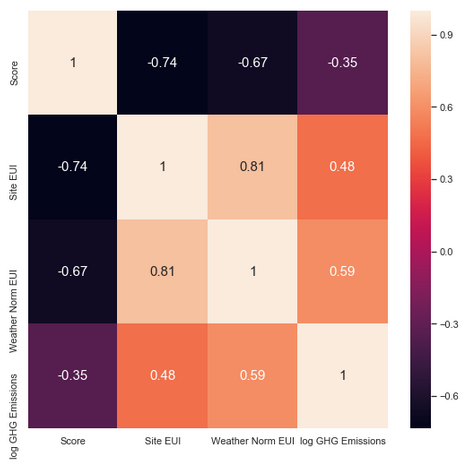 Score
1
-0.74
-0.67
-0.35
0.9
Site EUI
-0.74
1
0.81
0.48
0.6
0.3
Weather Norm EUI
-0.67
0.81
1
0.59
0.0
-0.3
log GHG Emissions
-0.35
0.48
0.59
1
-0.6
Score
Site EUI
Weather Norm EUI
log GHG Emissions